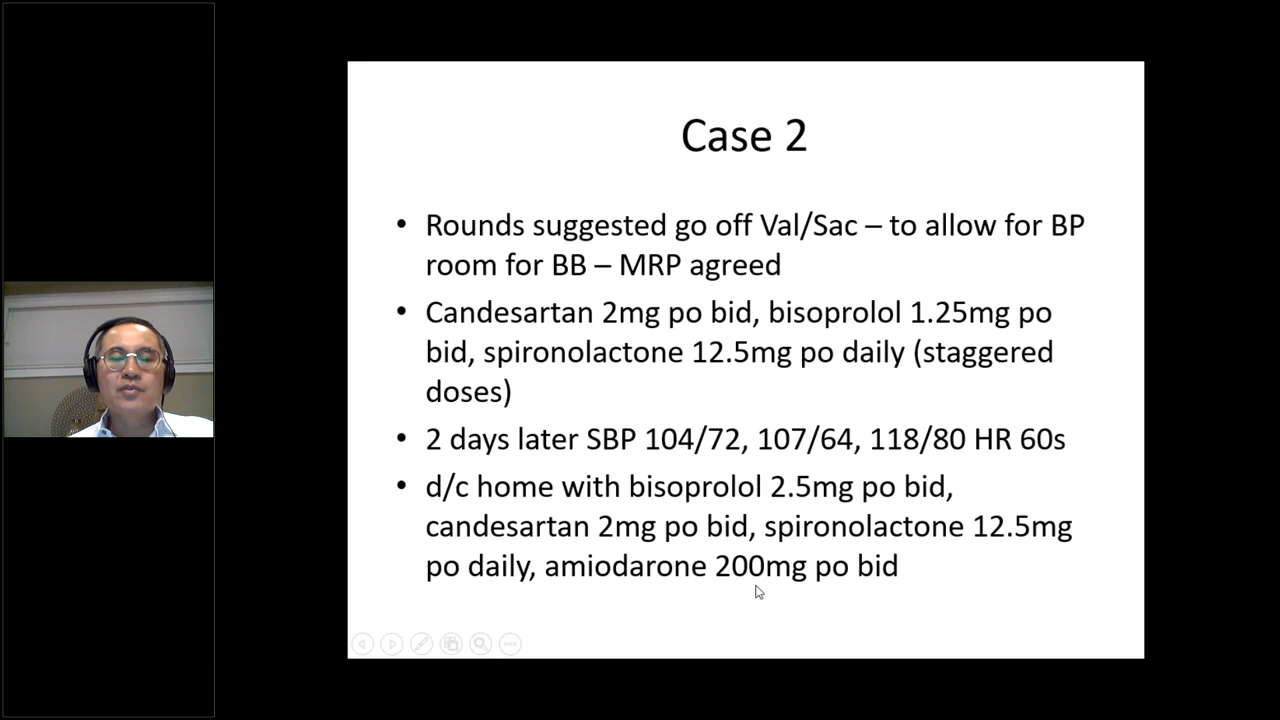 Case 2
• Rounds suggested go off Val/Sac – to allow for BP
room for BB – MRP agreed
• Candesartan 2mg po bid, bisoprolol 1.25mg po
bid, spironolactone 12.5mg po daily (staggered
doses)
• 2 days later SBP 104/72, 107/64, 118/80 HR 60s
• d/c home with bisoprolol 2.5mg po bid,
candesartan 2mg po bid, spironolactone 12.5mg
po daily, amiodarone 200mg po bid